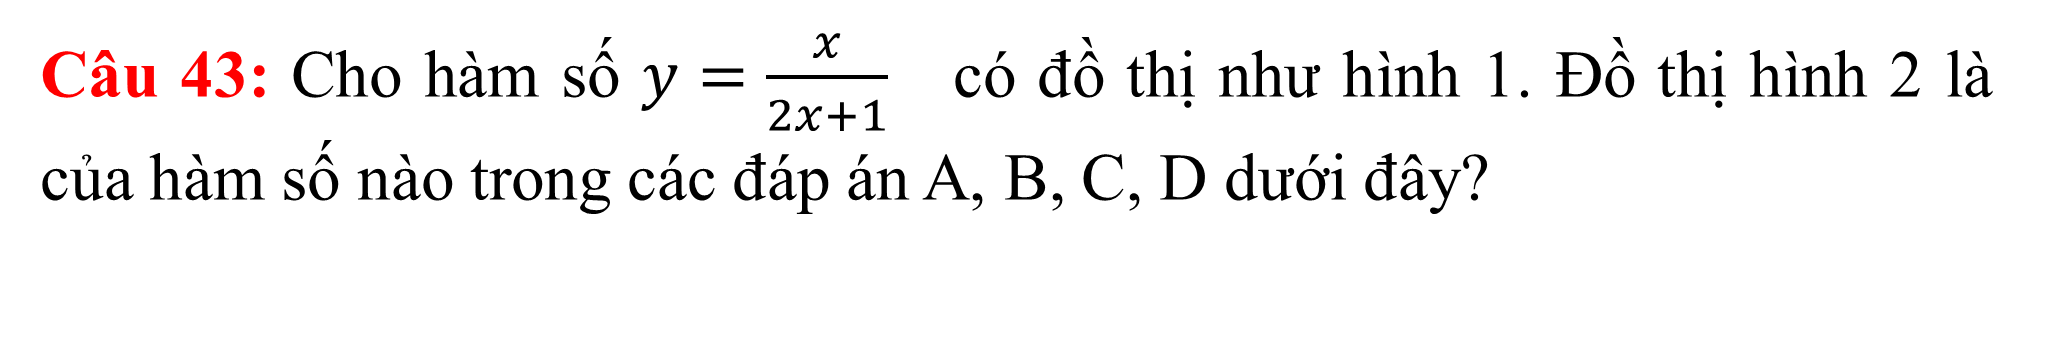 Câu 43: Cho hàm số y = x/(2x+1) có đồ thị như hình 1. Đồ thị hình 2 là
của hàm số nào trong các đáp án A, B, C, D dưới đây?